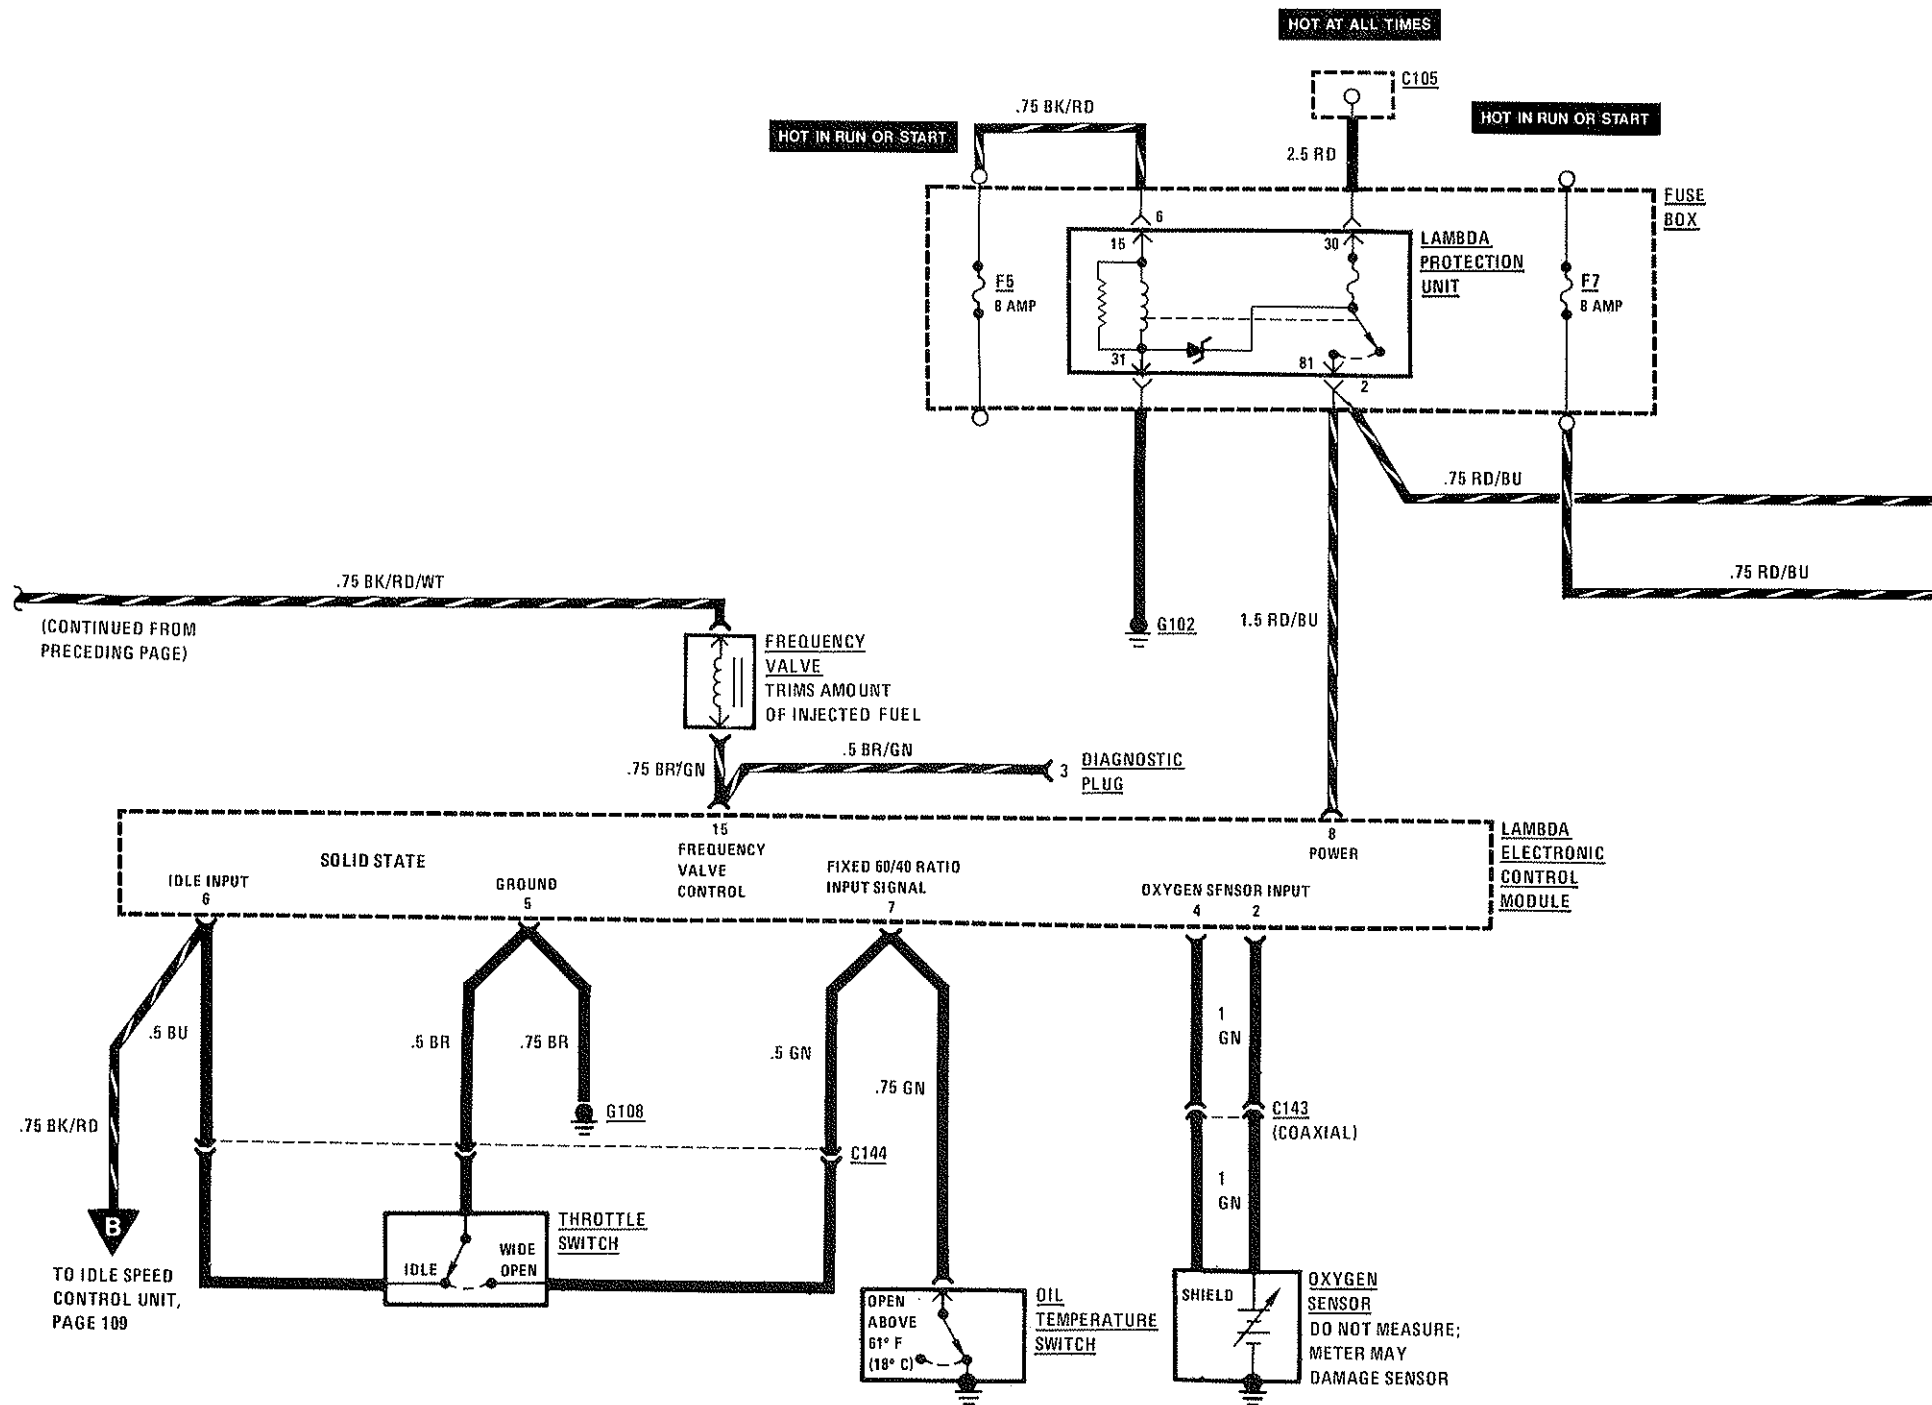 HOT AT ALL TIMES
C105
.75 BK/RD
HOT IN RUN OR START
HOT IN RUN OR START
2.5 RD
FUSE
BOX
6
15
30
LAMBDA
PROTECTION
UNIT
F5
8 AMP
F7
8 AMP
31
81
2
.75 RD/BU
.75 BK/RD/WT
.75 RD/BU
(CONTINUED FROM
PRECEDING PAGE)
G102
1.5 RD/BU
FREQUENCY
VALVE
TRIMS AMOUNT
OF INJECTED FUEL
.75 BR/GN
.5 BR/GN
3
DIAGNOSTIC
PLUG
15
FREQUENCY
VALVE
CONTROL
8
POWER
LAMBDA
ELECTRONIC
CONTROL
MODULE
SOLID STATE
IDLE INPUT
6
GROUND
5
FIXED 60/40 RATIO
INPUT SIGNAL
7
OXYGEN SENSOR INPUT
4 2
.5 BU
.5 BR
.75 BR
.5 GN
.75 GN
1
GN
.75 BK/RD
G108
C144
C143
(COAXIAL)
1
GN
B
TO IDLE SPEED
CONTROL UNIT,
PAGE 109
THROTTLE
SWITCH
IDLE
WIDE
OPEN
OPEN
ABOVE
61° F
(18° C)
OIL
TEMPERATURE
SWITCH
SHIELD
OXYGEN
SENSOR
DO NOT MEASURE;
METER MAY
DAMAGE SENSOR